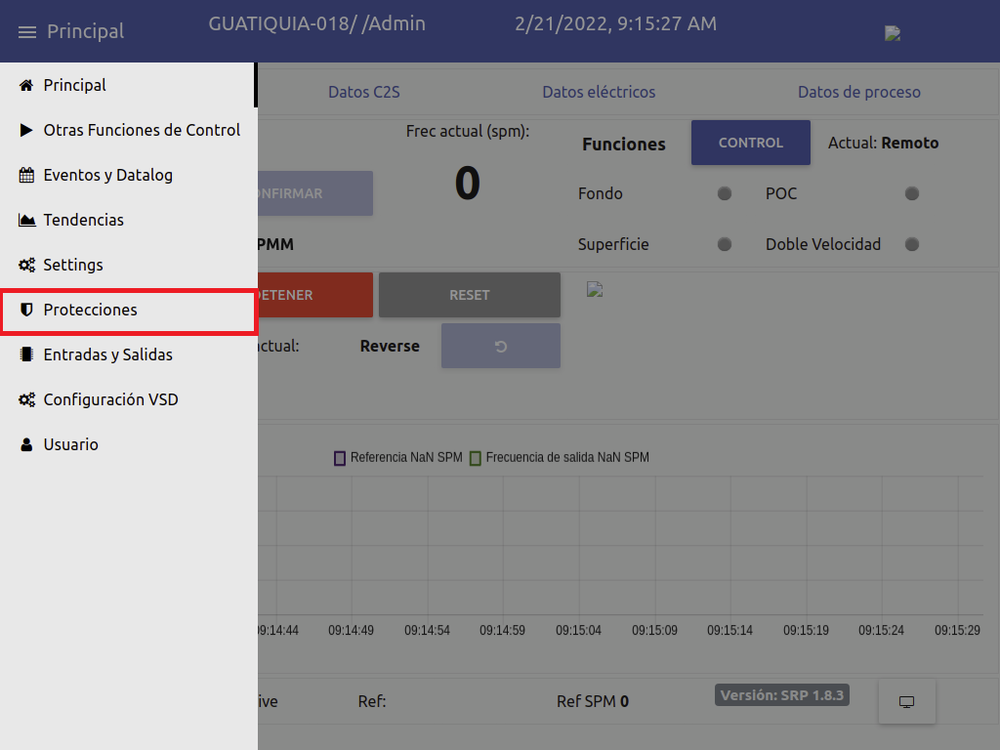 Principal
GUATIQUIA-018/ /Admin
2/21/2022, 9:15:27 AM
Principal
Otras Funciones de Control
Eventos y Datalog
Tendencias
Settings
Protecciones
Entradas y Salidas
Configuración VSD
Usuario
Datos C2S
Datos eléctricos
Datos de proceso
Frec actual (spm):
0
Funciones
CONTROL
Actual: Remoto
Fondo
POC
Superficie
Doble Velocidad
ONFIRMAR
PMM
DETENER
RESET
actual:
Reverse
Referencia NaN SPM
Frecuencia de salida NaN SPM
09:14:44
09:14:49
09:14:54
09:14:59
09:15:04
09:15:09
09:15:14
09:15:19
09:15:24
09:15:29
ive
Ref:
Ref SPM 0
Versión: SRP 1.8.3